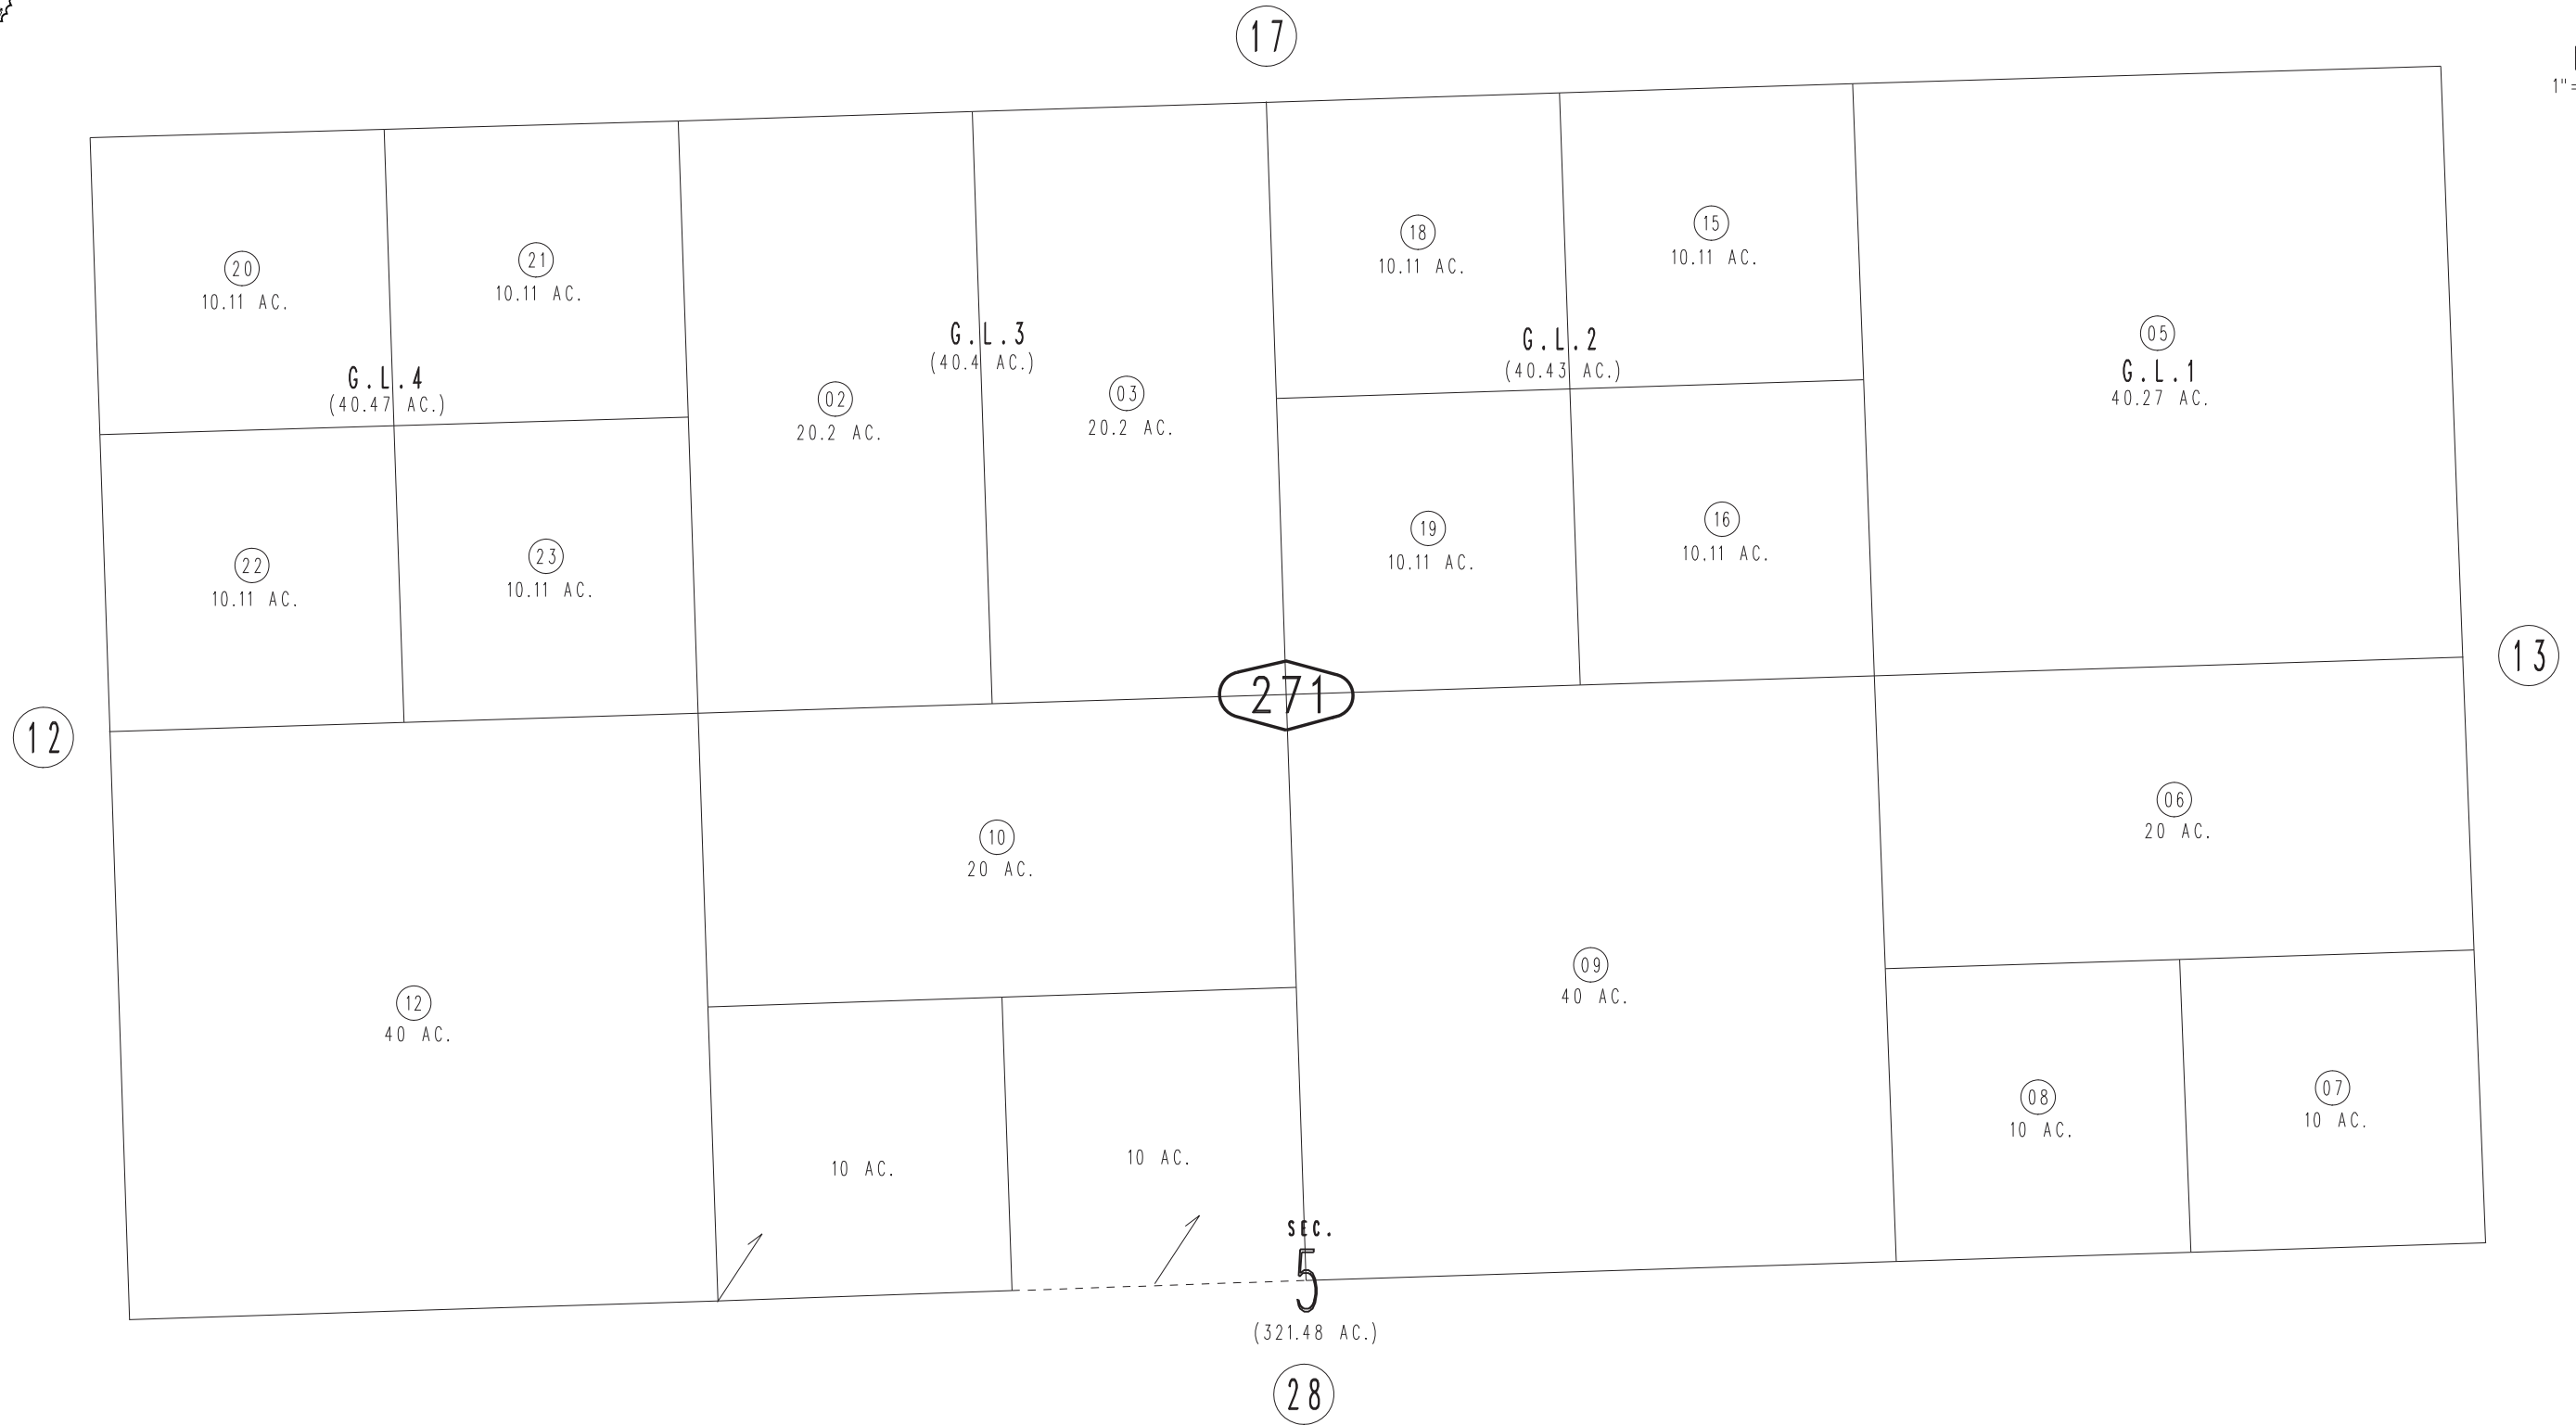 17
1"=
20
10.11 AC.
21
10.11 AC.
G.L.4
(40.47 AC.)
22
10.11 AC.
23
10.11 AC.
02
20.2 AC.
G.L.3
(40.4 AC.)
03
20.2 AC.
18
10.11 AC.
15
10.11 AC.
G.L.2
(40.43 AC.)
19
10.11 AC.
16
10.11 AC.
05
G.L.1
40.27 AC.
12
271
13
12
40 AC.
10
20 AC.
10 AC.
10 AC.
09
40 AC.
06
20 AC.
08
10 AC.
07
10 AC.
SEC.
5
(321.48 AC.)
28